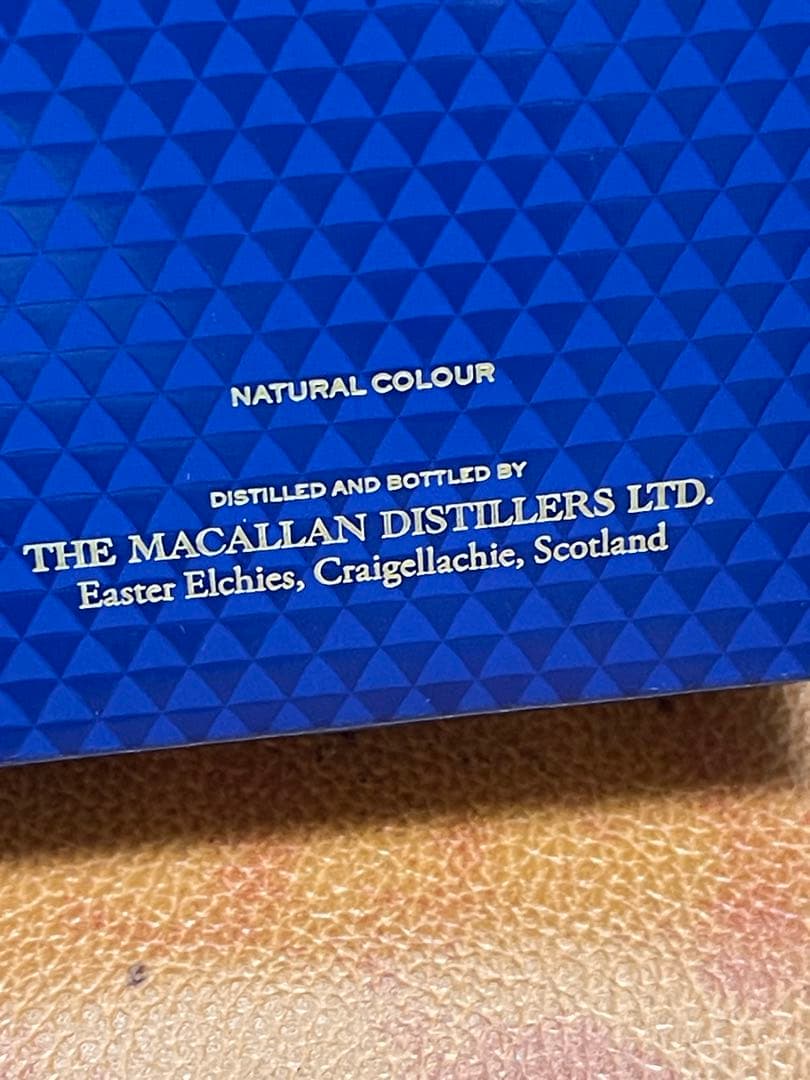 NATURAL COLOUR
DISTILLED AND BOTTLED BY
THE MACALLAN DISTILLERS LTD.
Easter Elchies, Craigellachie, Scotland